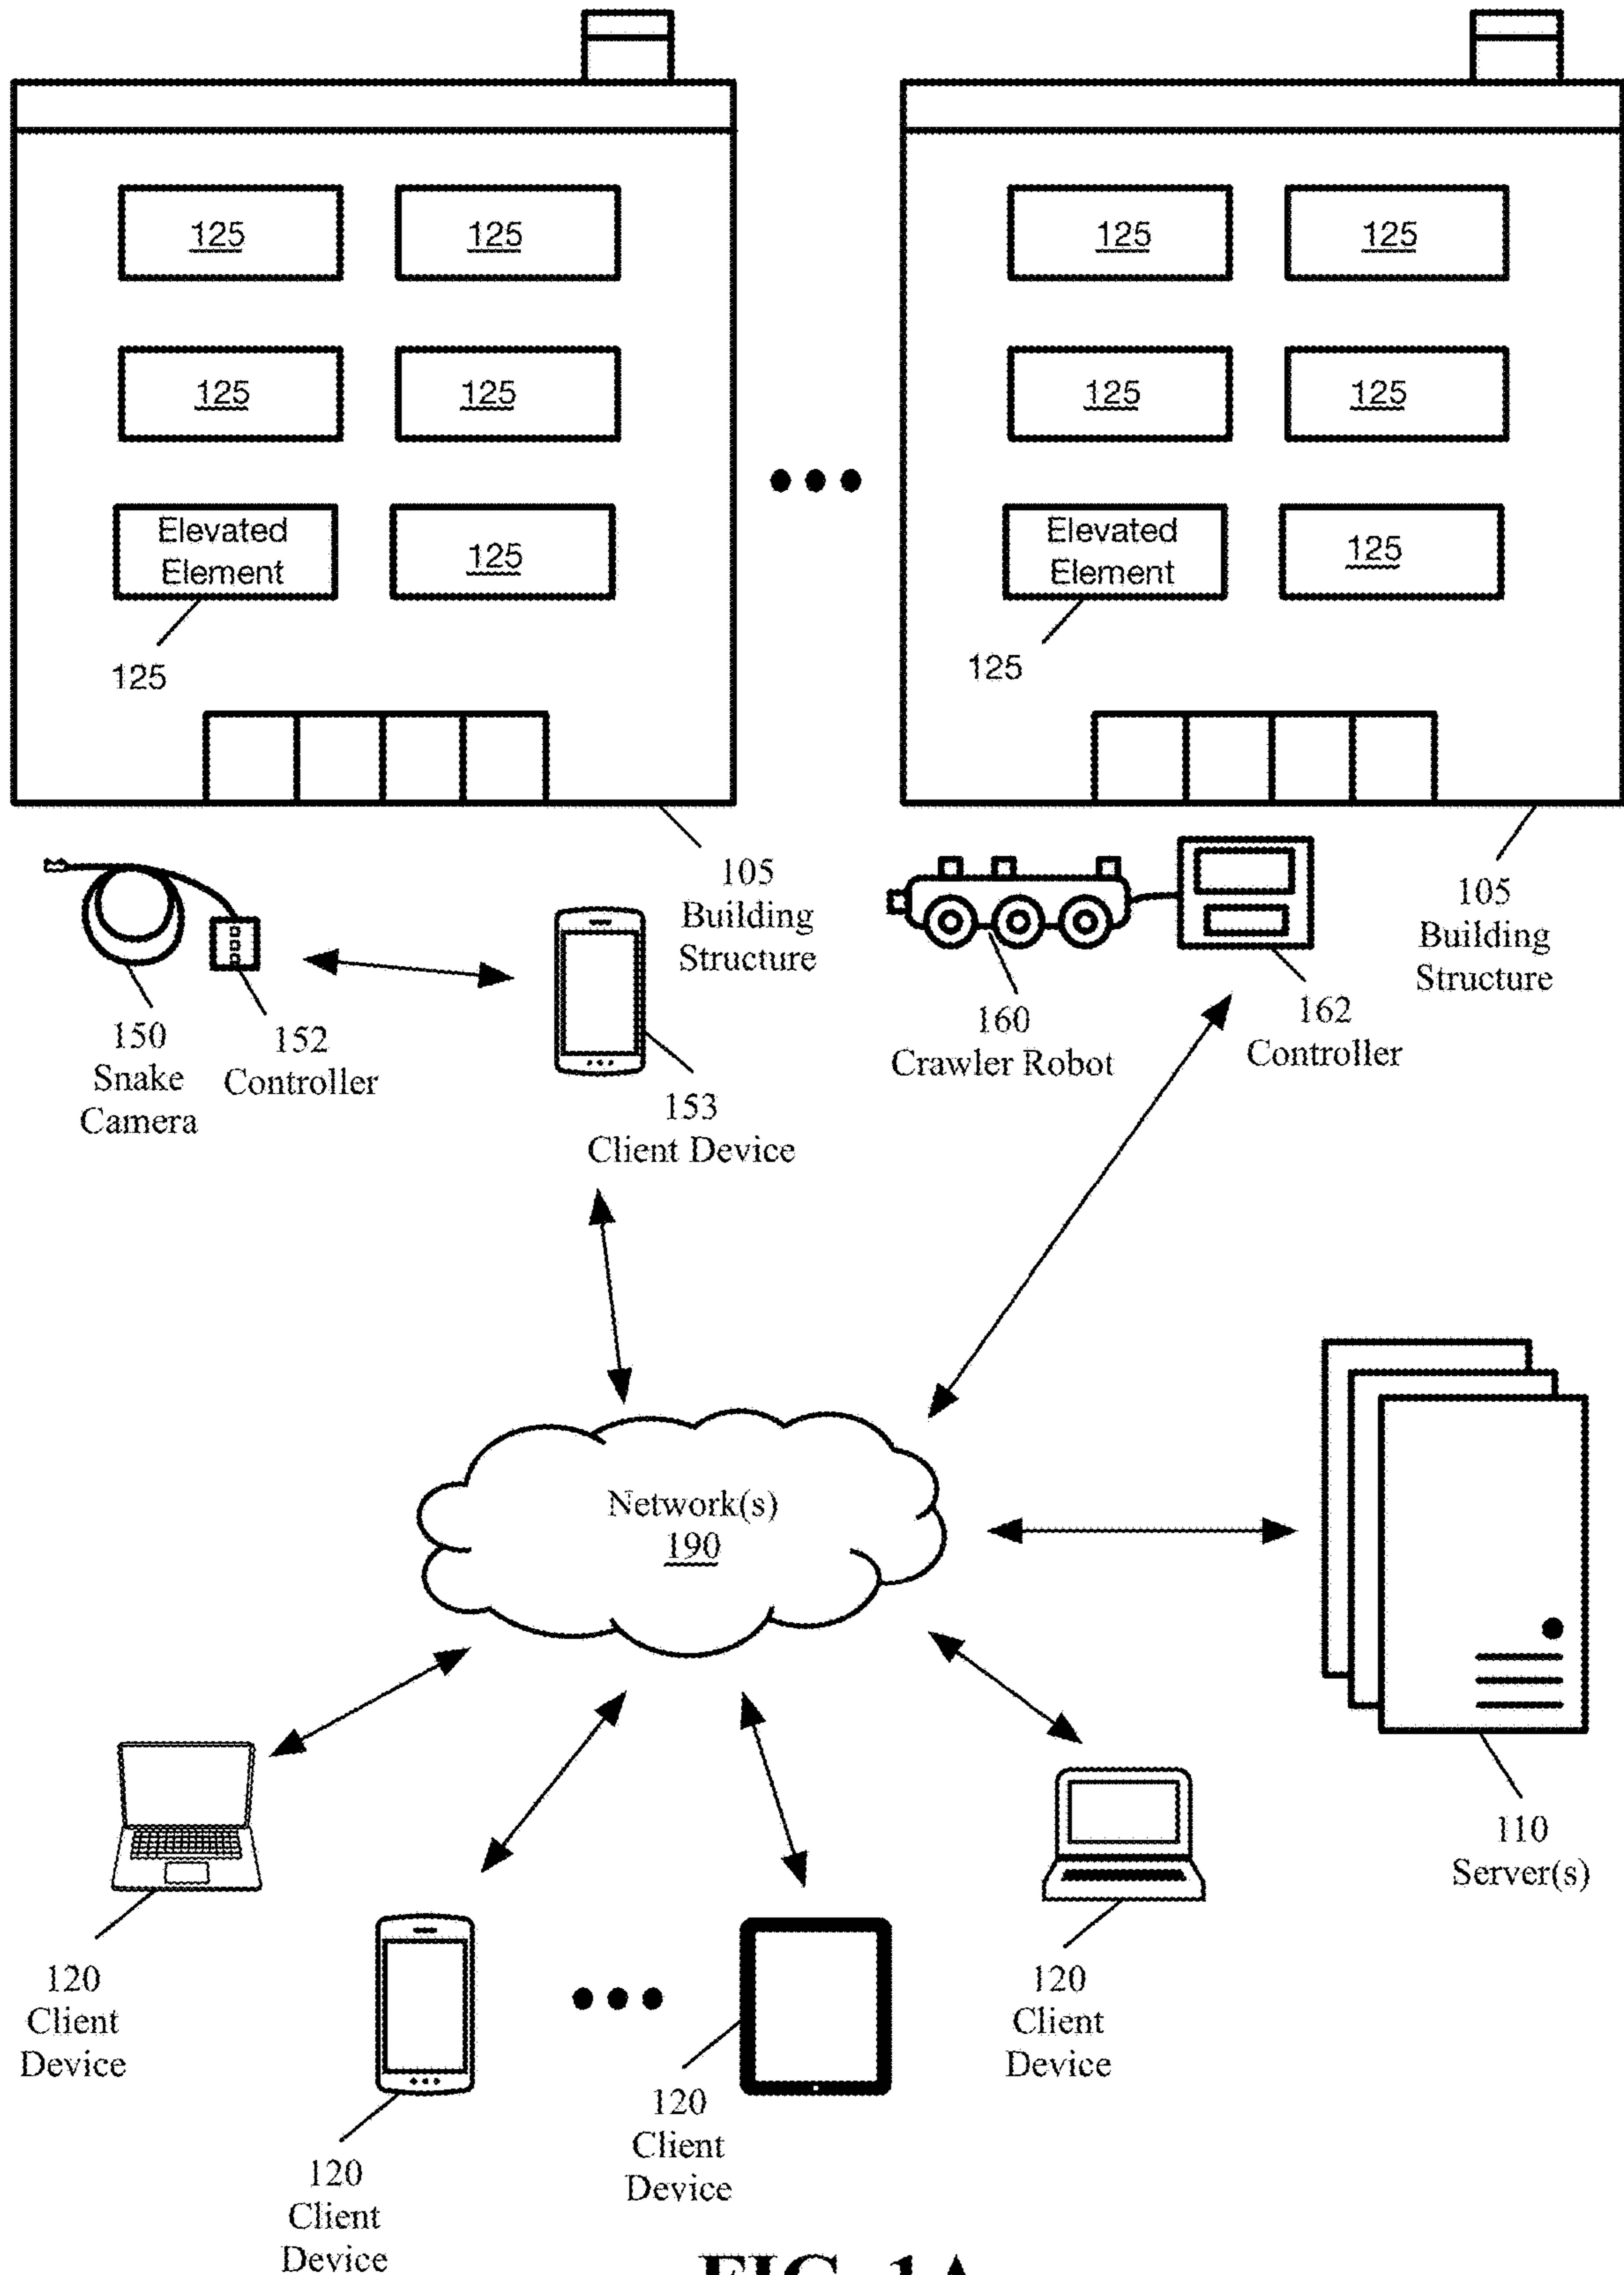 125
125
125
125
125
125
125
125
Elevated
Element
125
Elevated
Element
125
125
125
105
Building
Structure
105
Building
Structure
150
Snake
Camera
152
Controller
153
Client Device
160
Crawler Robot
162
Controller
Network(s)
190
110
Server(s)
120
Client
Device
120
Client
Device
120
Client
Device
120
Client
Device
FIG. 1A